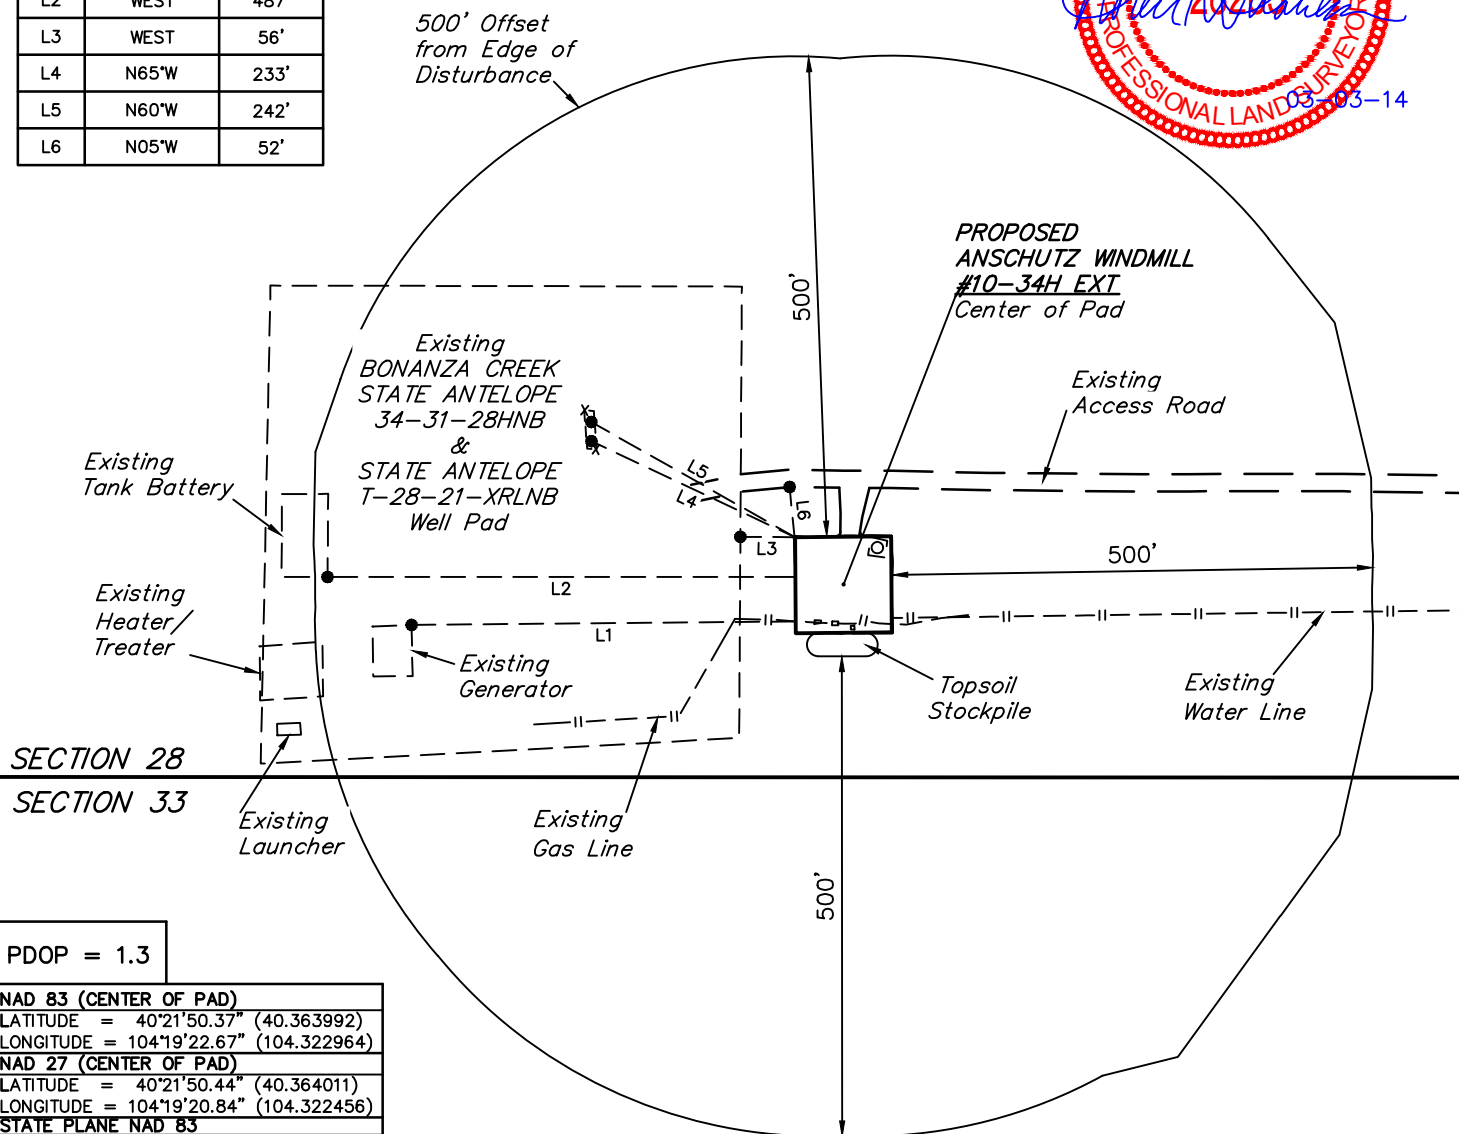 L2 WEST 487'
L3 WEST 56'
L4 N65°W 233'
L5 N60°W 242'
L6 N05°W 52'
500' Offset
from Edge of
Disturbance
PROFESSIONAL LAND SURVEYOR
03-03-14
PROPOSED
ANSCHUTZ WINDMILL
#10-34H EXT
Center of Pad
500'
Existing
BONANZA CREEK
STATE ANTELOPE
34-31-28HNB
&
STATE ANTELOPE
T-28-21-XRLNB
Well Pad
Existing
Access Road
Existing
Tank Battery
X
X
L5
L4
L6
L3
500'
L2
Existing
Heater/
Treater
L1
Existing
Generator
Topsoil
Stockpile
Existing
Water Line
SECTION 28
SECTION 33
Existing
Launcher
Existing
Gas Line
500'
PDOP = 1.3
NAD 83 (CENTER OF PAD)
LATITUDE = 40°21'50.37" (40.363992)
LONGITUDE = 104°19'22.67" (104.322964)
NAD 27 (CENTER OF PAD)
LATITUDE = 40°21'50.44" (40.364011)
LONGITUDE = 104°19'20.84" (104.322456)
STATE PLANE NAD 83